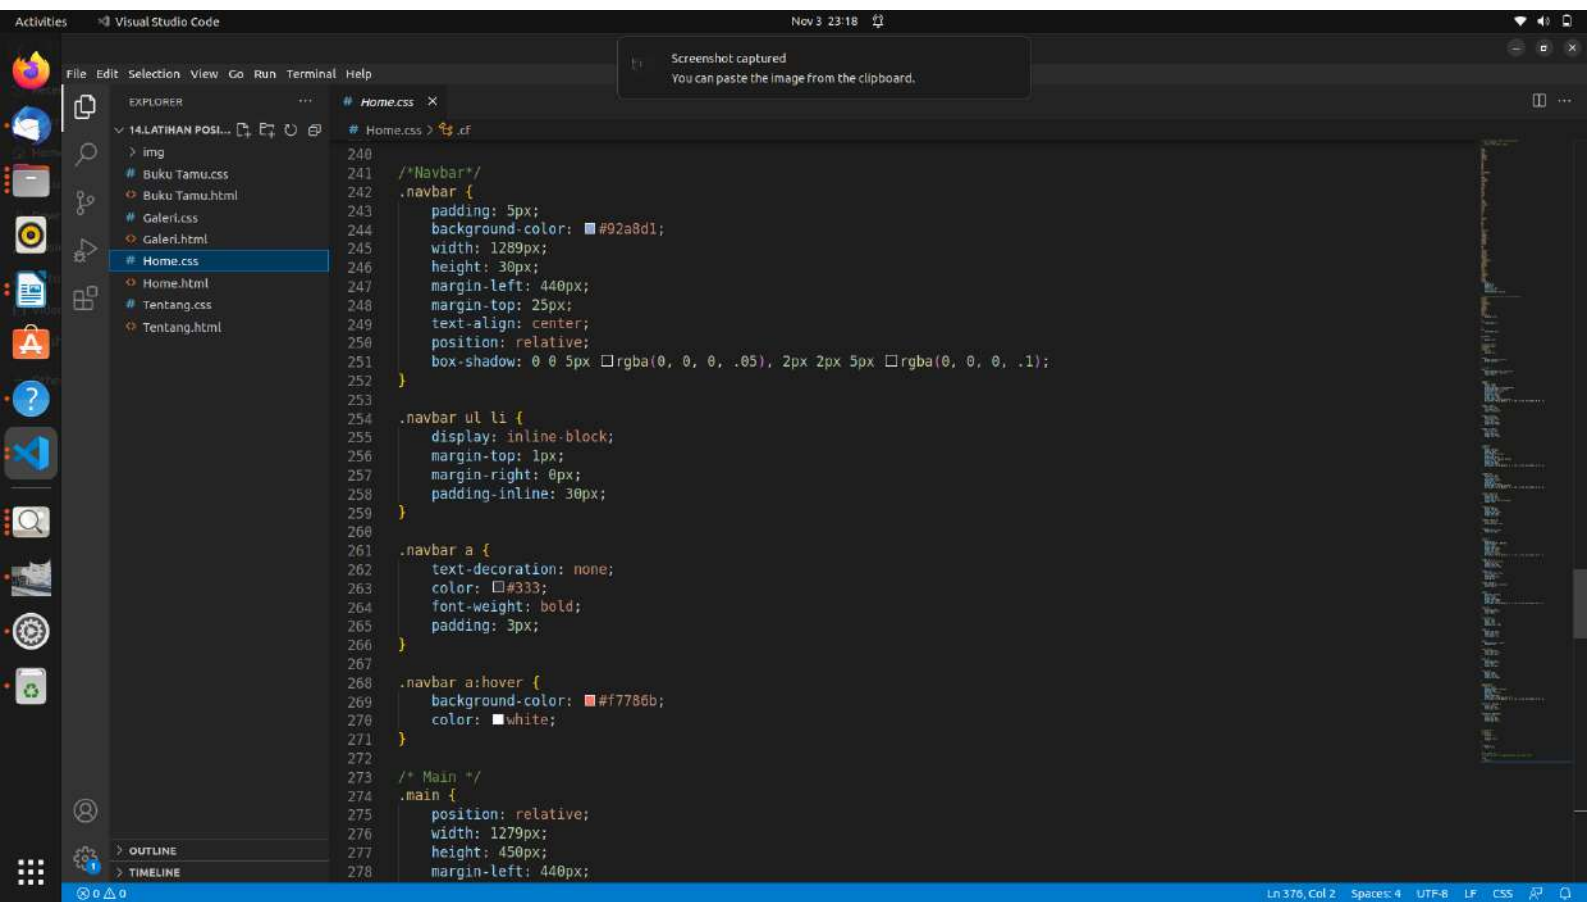 Activities Visual Studio Code Nov 3 23:18
Screenshot captured
You can paste the image from the clipboard.
File Edit Selection View Go Run Terminal Help
EXPLORER ··· # Home.css × ···
14.LATIHAN POSI... # Home.css > .cf
> img
# Buku Tamu.css
<> Buku Tamu.html
# Galeri.css
<> Galeri.html
# Home.css
<> Home.html
# Tentang.css
<> Tentang.html
240
241 /*Navbar*/
242 .navbar {
243 padding: 5px;
244 background-color: #92a8d1;
245 width: 1289px;
246 height: 30px;
247 margin-left: 440px;
248 margin-top: 25px;
249 text-align: center;
250 position: relative;
251 box-shadow: 0 0 5px rgba(0, 0, 0, .05), 2px 2px 5px rgba(0, 0, 0, .1);
252 }
253
254 .navbar ul li {
255 display: inline-block;
256 margin-top: 1px;
257 margin-right: 0px;
258 padding-inline: 30px;
259 }
260
261 .navbar a {
262 text-decoration: none;
263 color: #333;
264 font-weight: bold;
265 padding: 3px;
266 }
267
268 .navbar a:hover {
269 background-color: #f7786b;
270 color: white;
271 }
272
273 /* Main */
274 .main {
275 position: relative;
276 width: 1279px;
277 height: 450px;
278 margin-left: 440px;
> OUTLINE
1
> TIMELINE
0 0 Ln 376, Col 2 Spaces: 4 UTF-8 LF CSS